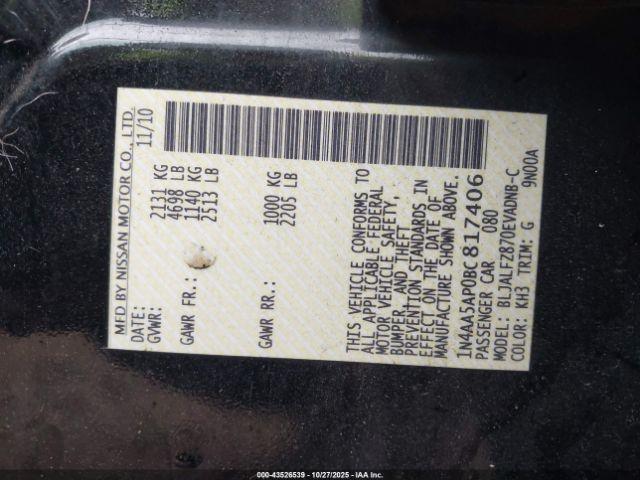 MFD BY NISSAN MOTOR CO., LTD.
DATE: 11/10
GVWR: 2131 KG
4698 LB
GAWR FR.: 1140 KG
2513 LB
GAWR RR.: 1000 KG
2205 LB
THIS VEHICLE CONFORMS TO
ALL APPLICABLE FEDERAL
MOTOR VEHICLE SAFETY,
BUMPER, AND THEFT
PREVENTION STANDARDS IN
EFFECT ON THE DATE OF
MANUFACTURE SHOWN ABOVE.
1N4AA5AP0BC817406
PASSENGER CAR 080
MODEL: BLJALFZ870EVADNB-C
COLOR: KH3 TRIM: G 9N00A
000-43526539 - 10/27/2025 - IAA Inc.